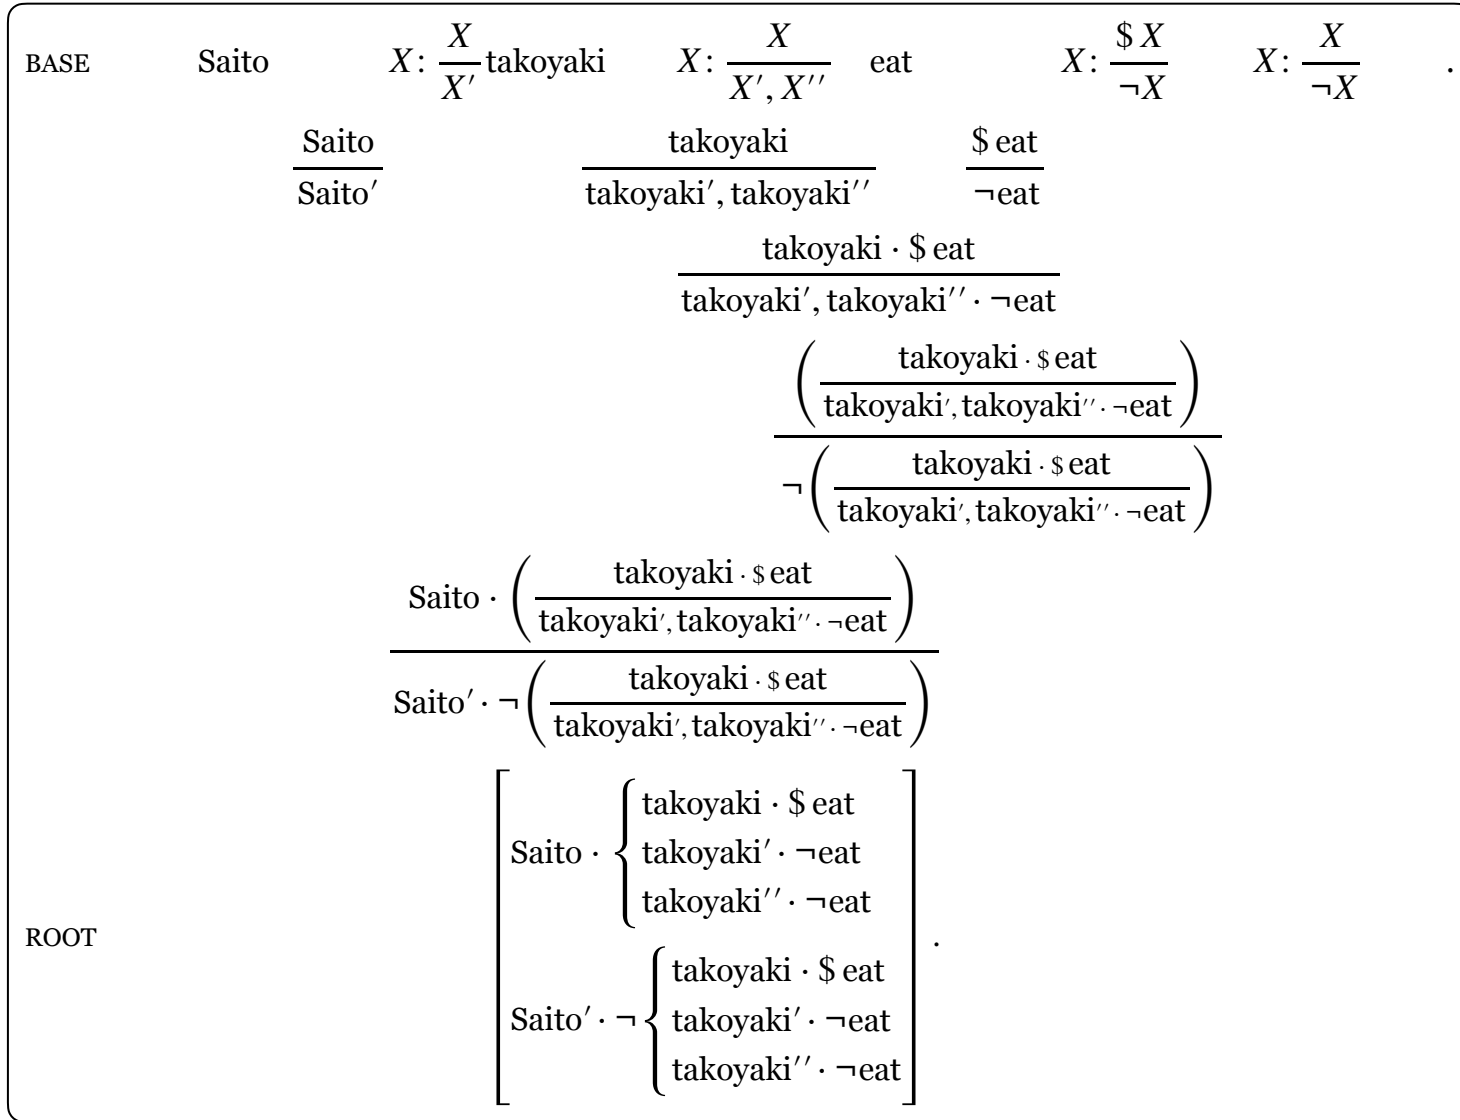 BASE Saito X: X/X′ takoyaki X: X/X′, X′′ eat X: $ X/¬X X: X/¬X .
Saito/Saito′ takoyaki/takoyaki′, takoyaki′′ $ eat/¬eat
takoyaki · $ eat
takoyaki′, takoyaki′′ · ¬eat
(takoyaki · $ eat
takoyaki′, takoyaki′′ · ¬eat)
¬(takoyaki · $ eat
takoyaki′, takoyaki′′ · ¬eat)
Saito · (takoyaki · $ eat
takoyaki′, takoyaki′′ · ¬eat)
Saito′ · ¬(takoyaki · $ eat
takoyaki′, takoyaki′′ · ¬eat)
takoyaki · $ eat
Saito · { takoyaki′ · ¬eat
takoyaki′′ · ¬eat
ROOT .
takoyaki · $ eat
Saito′ · ¬ { takoyaki′ · ¬eat
takoyaki′′ · ¬eat